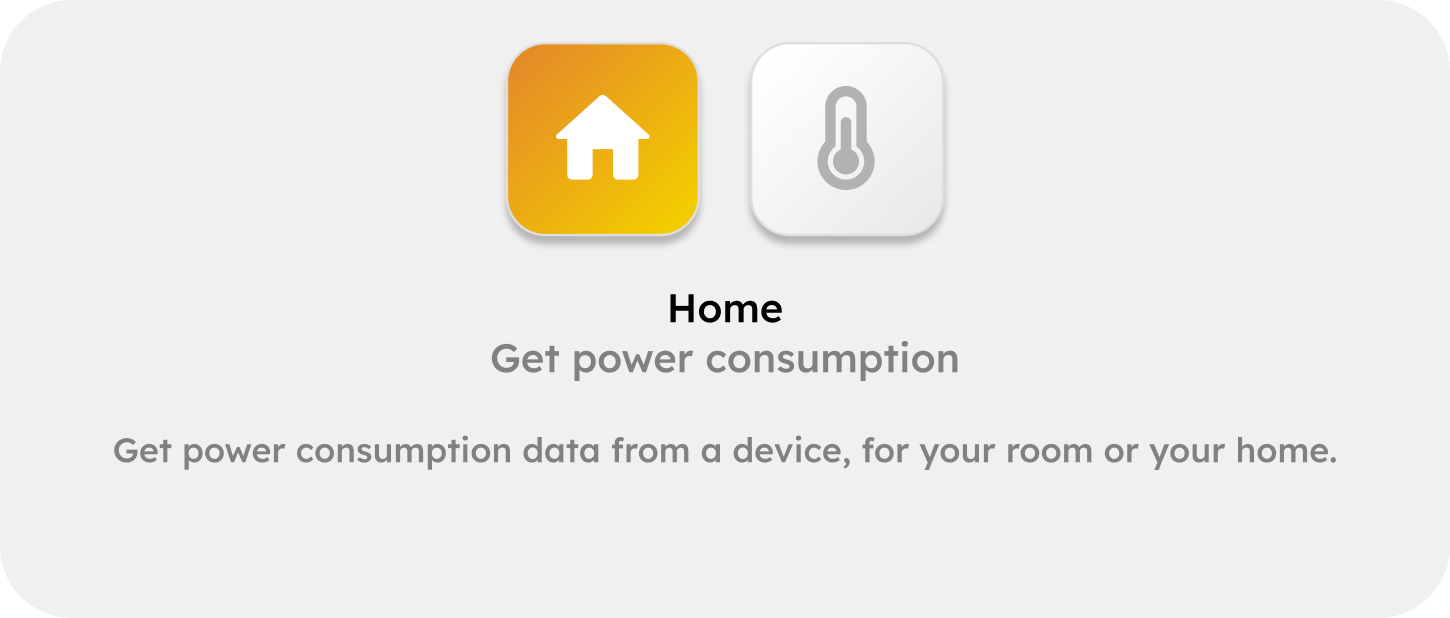 Home
Get power consumption
Get power consumption data from a device, for your room or your home.